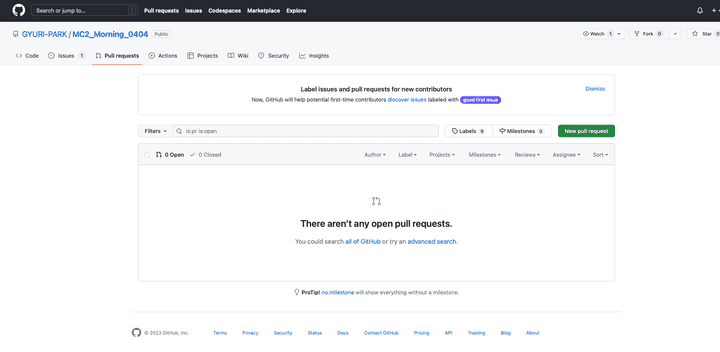 Search or jump to... / Pull requests Issues Codespaces Marketplace Explore
GYURI-PARK / MC2_Morning_0404 Public Watch 1 Fork 0 Star 0
Code Issues 1 Pull requests Actions Projects Wiki Security Insights
Label issues and pull requests for new contributors Dismiss
Now, GitHub will help potential first-time contributors discover issues labeled with good first issue
Filters is:pr is:open Labels 9 Milestones 0 New pull request
0 Open 0 Closed Author Label Projects Milestones Reviews Assignee Sort
There aren't any open pull requests.
You could search all of GitHub or try an advanced search.
ProTip! no:milestone will show everything without a milestone.
© 2023 GitHub, Inc. Terms Privacy Security Status Docs Contact GitHub Pricing API Training Blog About